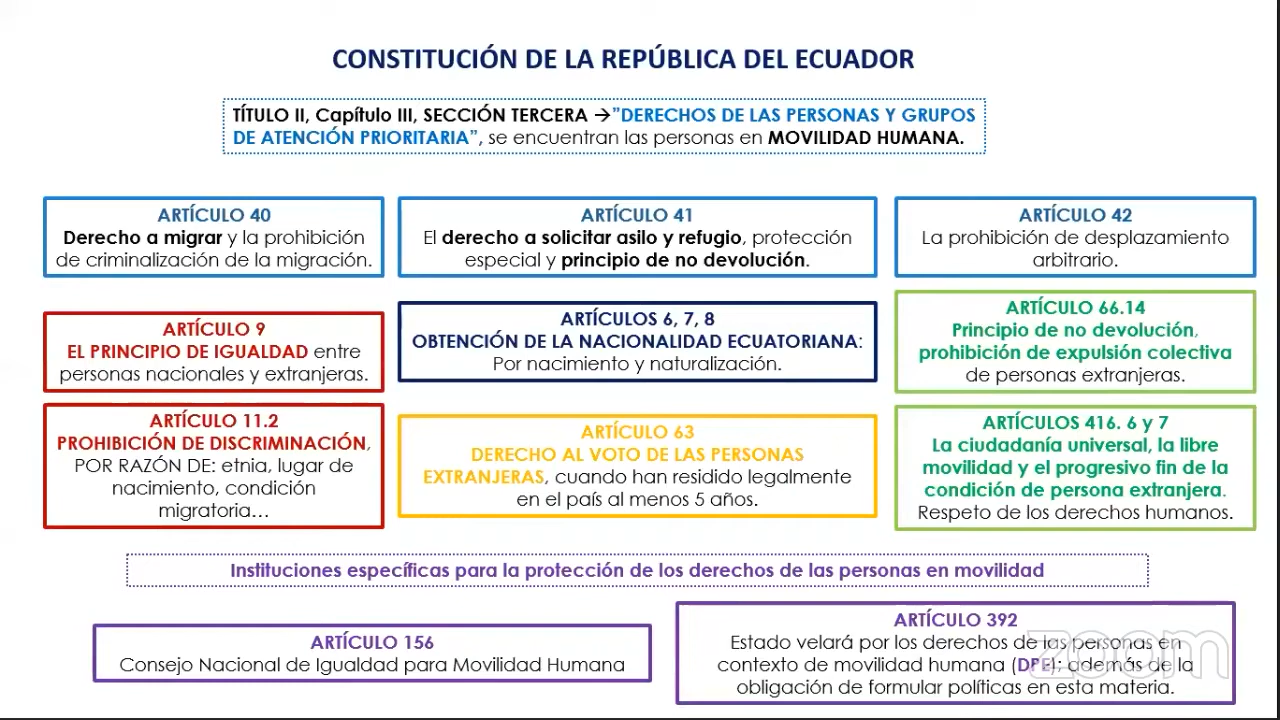 CONSTITUCIÓN DE LA REPÚBLICA DEL ECUADOR
TÍTULO II, Capítulo III, SECCIÓN TERCERA →"DERECHOS DE LAS PERSONAS Y GRUPOS
DE ATENCIÓN PRIORITARIA", se encuentran las personas en MOVILIDAD HUMANA.
ARTÍCULO 40
Derecho a migrar y la prohibición
de criminalización de la migración.
ARTÍCULO 41
El derecho a solicitar asilo y refugio, protección
especial y principio de no devolución.
ARTÍCULO 42
La prohibición de desplazamiento
arbitrario.
ARTÍCULO 9
EL PRINCIPIO DE IGUALDAD entre
personas nacionales y extranjeras.
ARTÍCULOS 6, 7, 8
OBTENCIÓN DE LA NACIONALIDAD ECUATORIANA:
Por nacimiento y naturalización.
ARTÍCULO 66.14
Principio de no devolución,
prohibición de expulsión colectiva
de personas extranjeras.
ARTÍCULO 11.2
PROHIBICIÓN DE DISCRIMINACIÓN,
POR RAZÓN DE: etnia, lugar de
nacimiento, condición
migratoria...
ARTÍCULO 63
DERECHO AL VOTO DE LAS PERSONAS
EXTRANJERAS, cuando han residido legalmente
en el país al menos 5 años.
ARTÍCULOS 416. 6 y 7
La ciudadanía universal, la libre
movilidad y el progresivo fin de la
condición de persona extranjera.
Respeto de los derechos humanos.
Instituciones específicas para la protección de los derechos de las personas en movilidad
ARTÍCULO 156
Consejo Nacional de Igualdad para Movilidad Humana
ARTÍCULO 392
Estado velará por los derechos de las personas en
contexto de movilidad humana (DPE); además de la
obligación de formular políticas en esta materia.
zoom